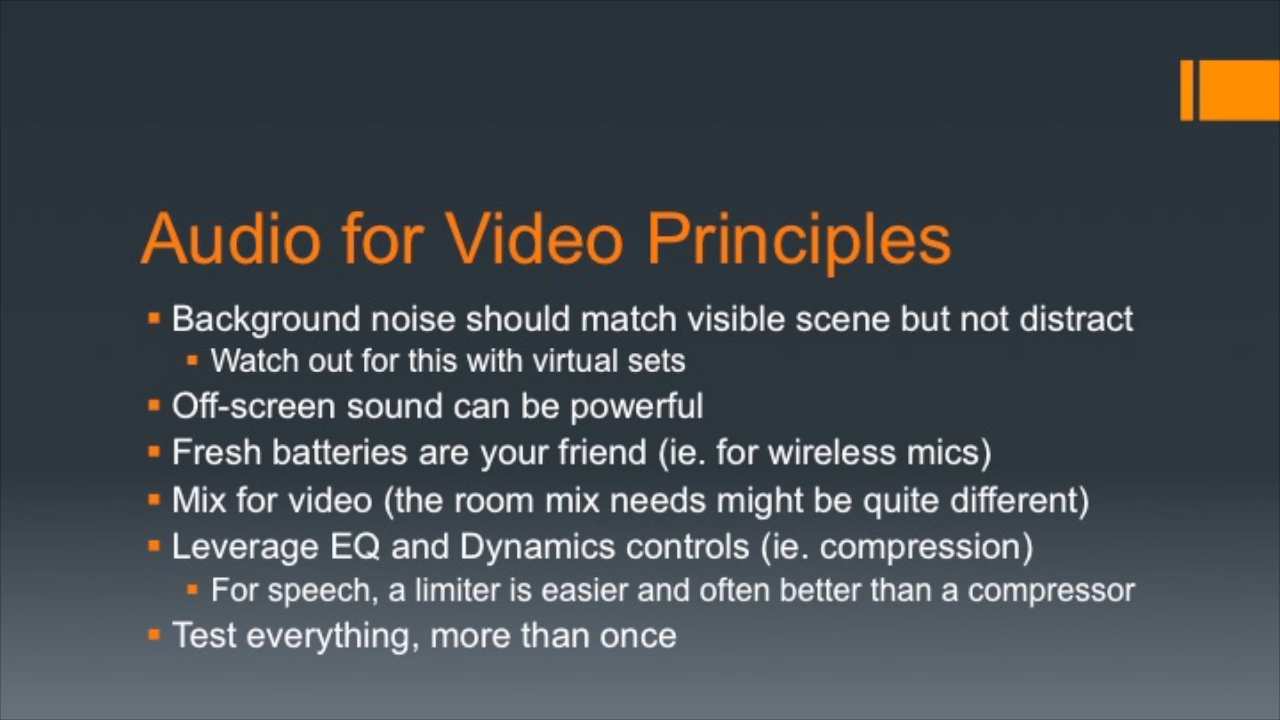 Audio for Video Principles
▪ Background noise should match visible scene but not distract
▪ Watch out for this with virtual sets
▪ Off-screen sound can be powerful
▪ Fresh batteries are your friend (ie. for wireless mics)
▪ Mix for video (the room mix needs might be quite different)
▪ Leverage EQ and Dynamics controls (ie. compression)
▪ For speech, a limiter is easier and often better than a compressor
▪ Test everything, more than once